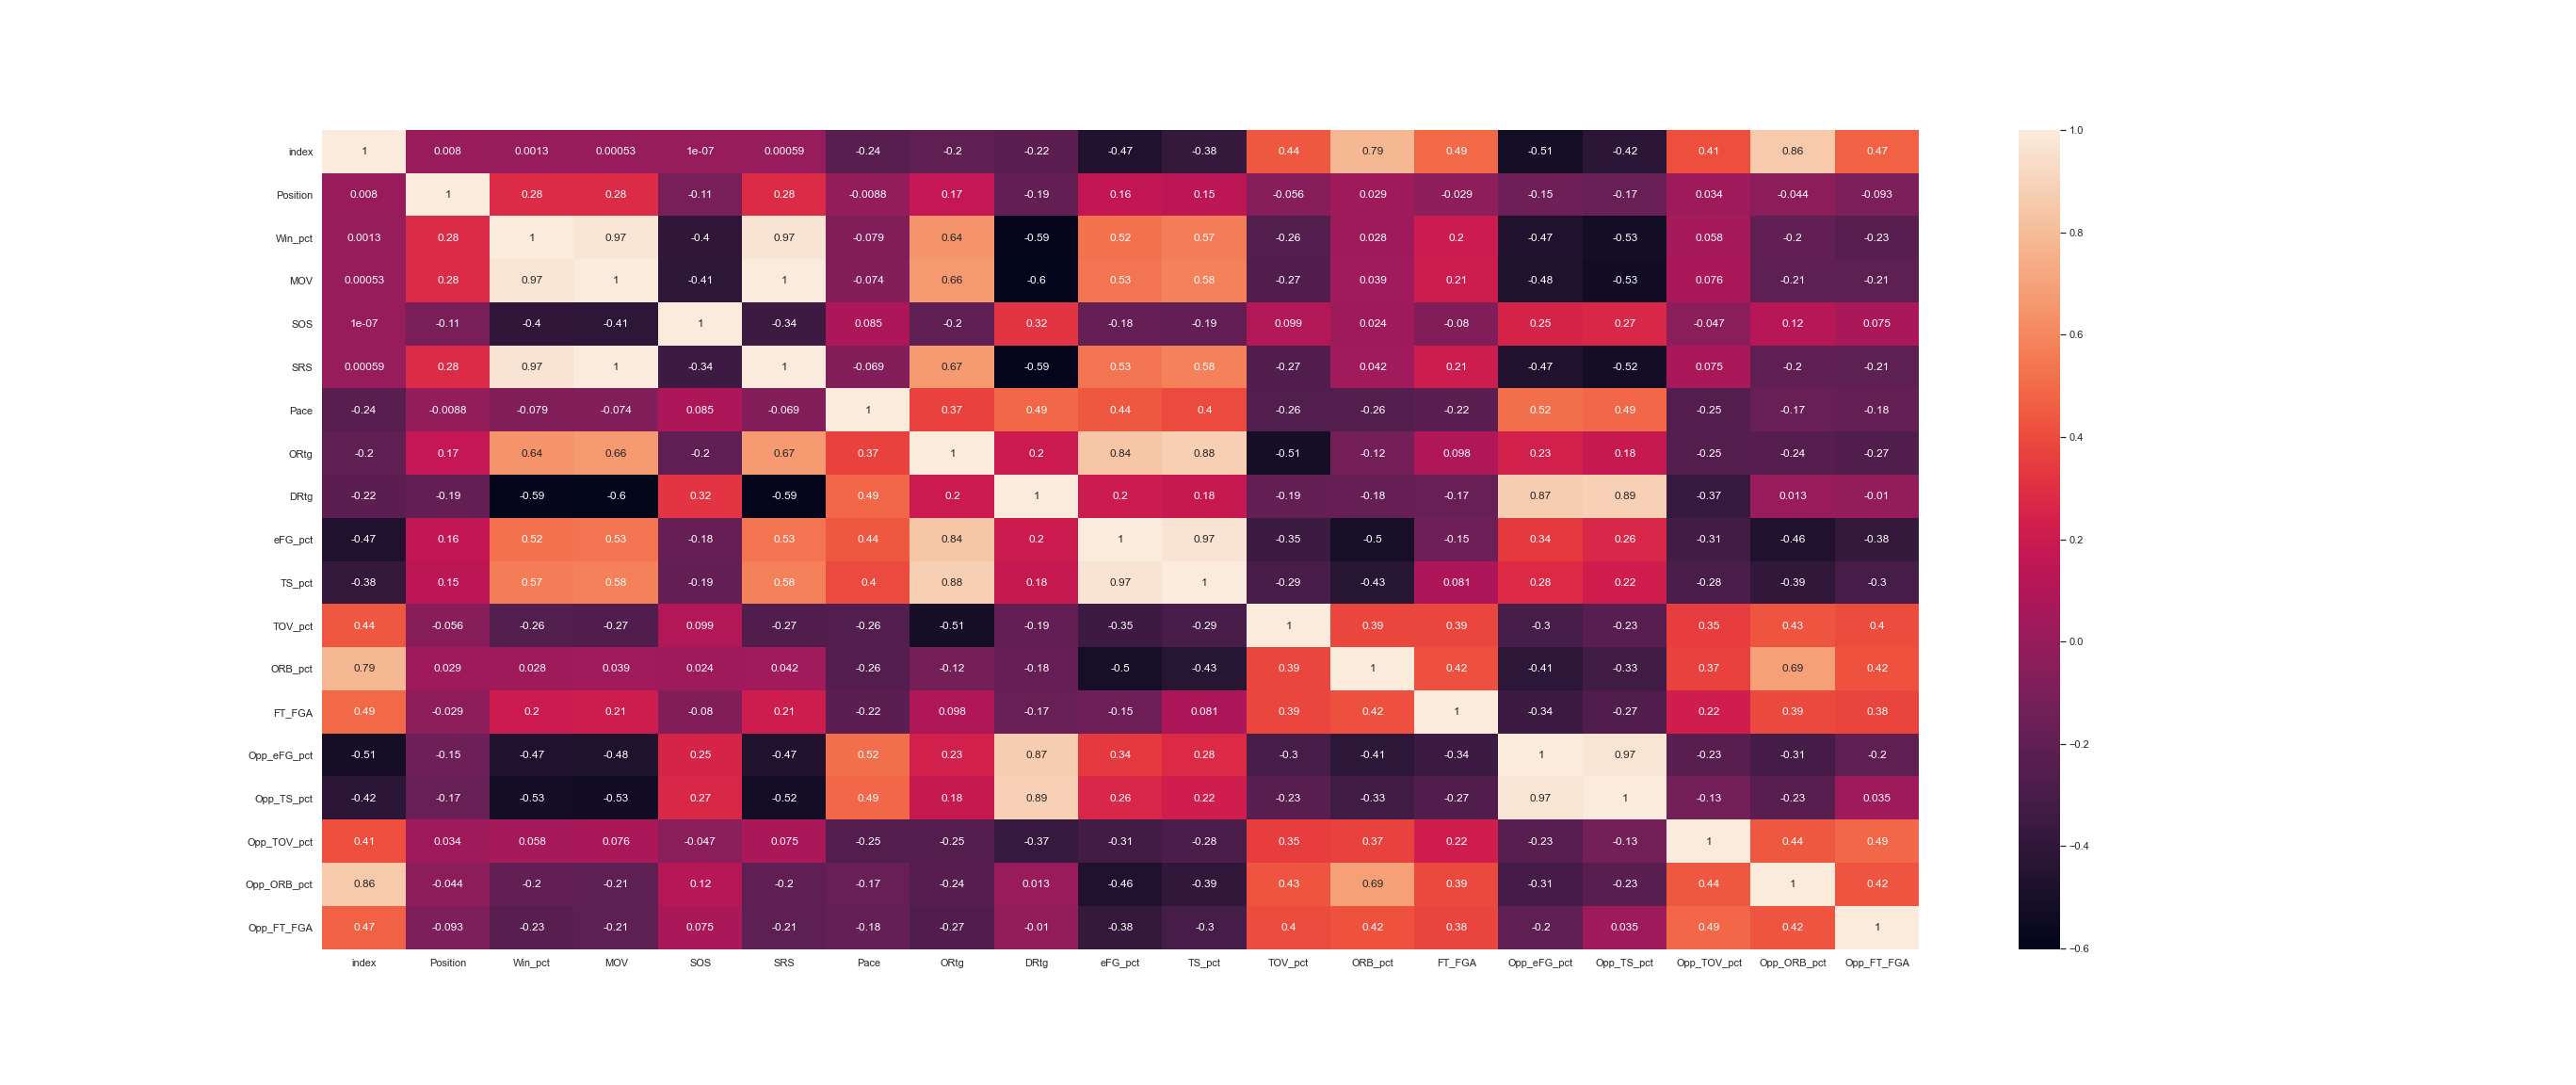 index 1 0.008 0.0013 0.00053 1e-07 0.00059 -0.24 -0.2 -0.22 -0.47 -0.38 0.44 0.79 0.49 -0.51 -0.42 0.41 0.86 0.47
Position 0.008 1 0.28 0.28 -0.11 0.28 -0.0088 0.17 -0.19 0.16 0.15 -0.056 0.029 -0.029 -0.15 -0.17 0.034 -0.044 -0.093
Win_pct 0.0013 0.28 1 0.97 -0.4 0.97 -0.079 0.64 -0.59 0.52 0.57 -0.26 0.028 0.2 -0.47 -0.53 0.058 -0.2 -0.23
MOV 0.00053 0.28 0.97 1 -0.41 1 -0.074 0.66 -0.6 0.53 0.58 -0.27 0.039 0.21 -0.48 -0.53 0.076 -0.21 -0.21
SOS 1e-07 -0.11 -0.4 -0.41 1 -0.34 0.085 -0.2 0.32 -0.18 -0.19 0.099 0.024 -0.08 0.25 0.27 -0.047 0.12 0.075
SRS 0.00059 0.28 0.97 1 -0.34 1 -0.069 0.67 -0.59 0.53 0.58 -0.27 0.042 0.21 -0.47 -0.52 0.075 -0.2 -0.21
Pace -0.24 -0.0088 -0.079 -0.074 0.085 -0.069 1 0.37 0.49 0.44 0.4 -0.26 -0.26 -0.22 0.52 0.49 -0.25 -0.17 -0.18
ORtg -0.2 0.17 0.64 0.66 -0.2 0.67 0.37 1 0.2 0.84 0.88 -0.51 -0.12 0.098 0.23 0.18 -0.25 -0.24 -0.27
DRtg -0.22 -0.19 -0.59 -0.6 0.32 -0.59 0.49 0.2 1 0.2 0.18 -0.19 -0.18 -0.17 0.87 0.89 -0.37 0.013 -0.01
eFG_pct -0.47 0.16 0.52 0.53 -0.18 0.53 0.44 0.84 0.2 1 0.97 -0.35 -0.5 -0.15 0.34 0.26 -0.31 -0.46 -0.38
TS_pct -0.38 0.15 0.57 0.58 -0.19 0.58 0.4 0.88 0.18 0.97 1 -0.29 -0.43 0.081 0.28 0.22 -0.28 -0.39 -0.3
TOV_pct 0.44 -0.056 -0.26 -0.27 0.099 -0.27 -0.26 -0.51 -0.19 -0.35 -0.29 1 0.39 0.39 -0.3 -0.23 0.35 0.43 0.4
ORB_pct 0.79 0.029 0.028 0.039 0.024 0.042 -0.26 -0.12 -0.18 -0.5 -0.43 0.39 1 0.42 -0.41 -0.33 0.37 0.69 0.42
FT_FGA 0.49 -0.029 0.2 0.21 -0.08 0.21 -0.22 0.098 -0.17 -0.15 0.081 0.39 0.42 1 -0.34 -0.27 0.22 0.39 0.38
Opp_eFG_pct -0.51 -0.15 -0.47 -0.48 0.25 -0.47 0.52 0.23 0.87 0.34 0.28 -0.3 -0.41 -0.34 1 0.97 -0.23 -0.31 -0.2
Opp_TS_pct -0.42 -0.17 -0.53 -0.53 0.27 -0.52 0.49 0.18 0.89 0.26 0.22 -0.23 -0.33 -0.27 0.97 1 -0.13 -0.23 0.035
Opp_TOV_pct 0.41 0.034 0.058 0.076 -0.047 0.075 -0.25 -0.25 -0.37 -0.31 -0.28 0.35 0.37 0.22 -0.23 -0.13 1 0.44 0.49
Opp_ORB_pct 0.86 -0.044 -0.2 -0.21 0.12 -0.2 -0.17 -0.24 0.013 -0.46 -0.39 0.43 0.69 0.39 -0.31 -0.23 0.44 1 0.42
Opp_FT_FGA 0.47 -0.093 -0.23 -0.21 0.075 -0.21 -0.18 -0.27 -0.01 -0.38 -0.3 0.4 0.42 0.38 -0.2 0.035 0.49 0.42 1
index Position Win_pct MOV SOS SRS Pace ORtg DRtg eFG_pct TS_pct TOV_pct ORB_pct FT_FGA Opp_eFG_pct Opp_TS_pct Opp_TOV_pct Opp_ORB_pct Opp_FT_FGA
1.0
0.8
0.6
0.4
0.2
0.0
−0.2
−0.4
−0.6